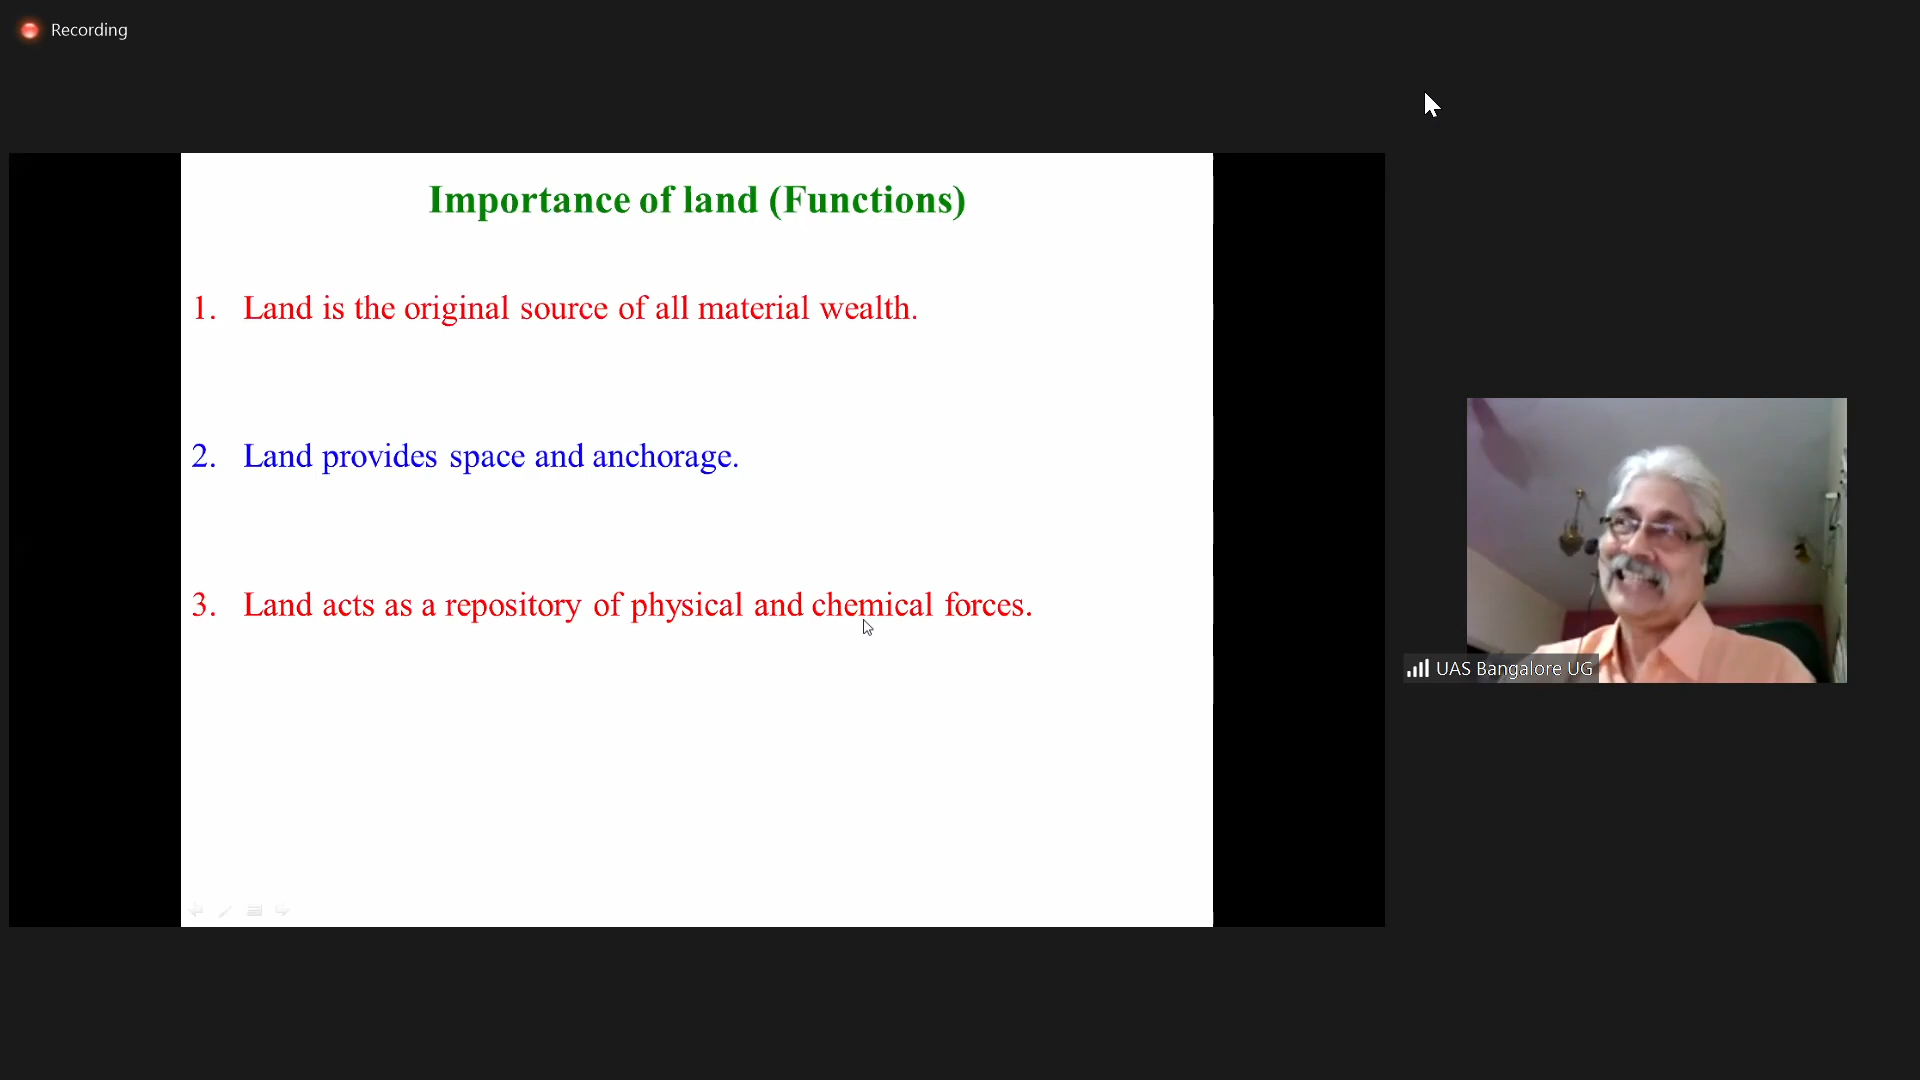 Recording
Importance of land (Functions)
1. Land is the original source of all material wealth.
2. Land provides space and anchorage.
3. Land acts as a repository of physical and chemical forces.
UAS Bangalore UG